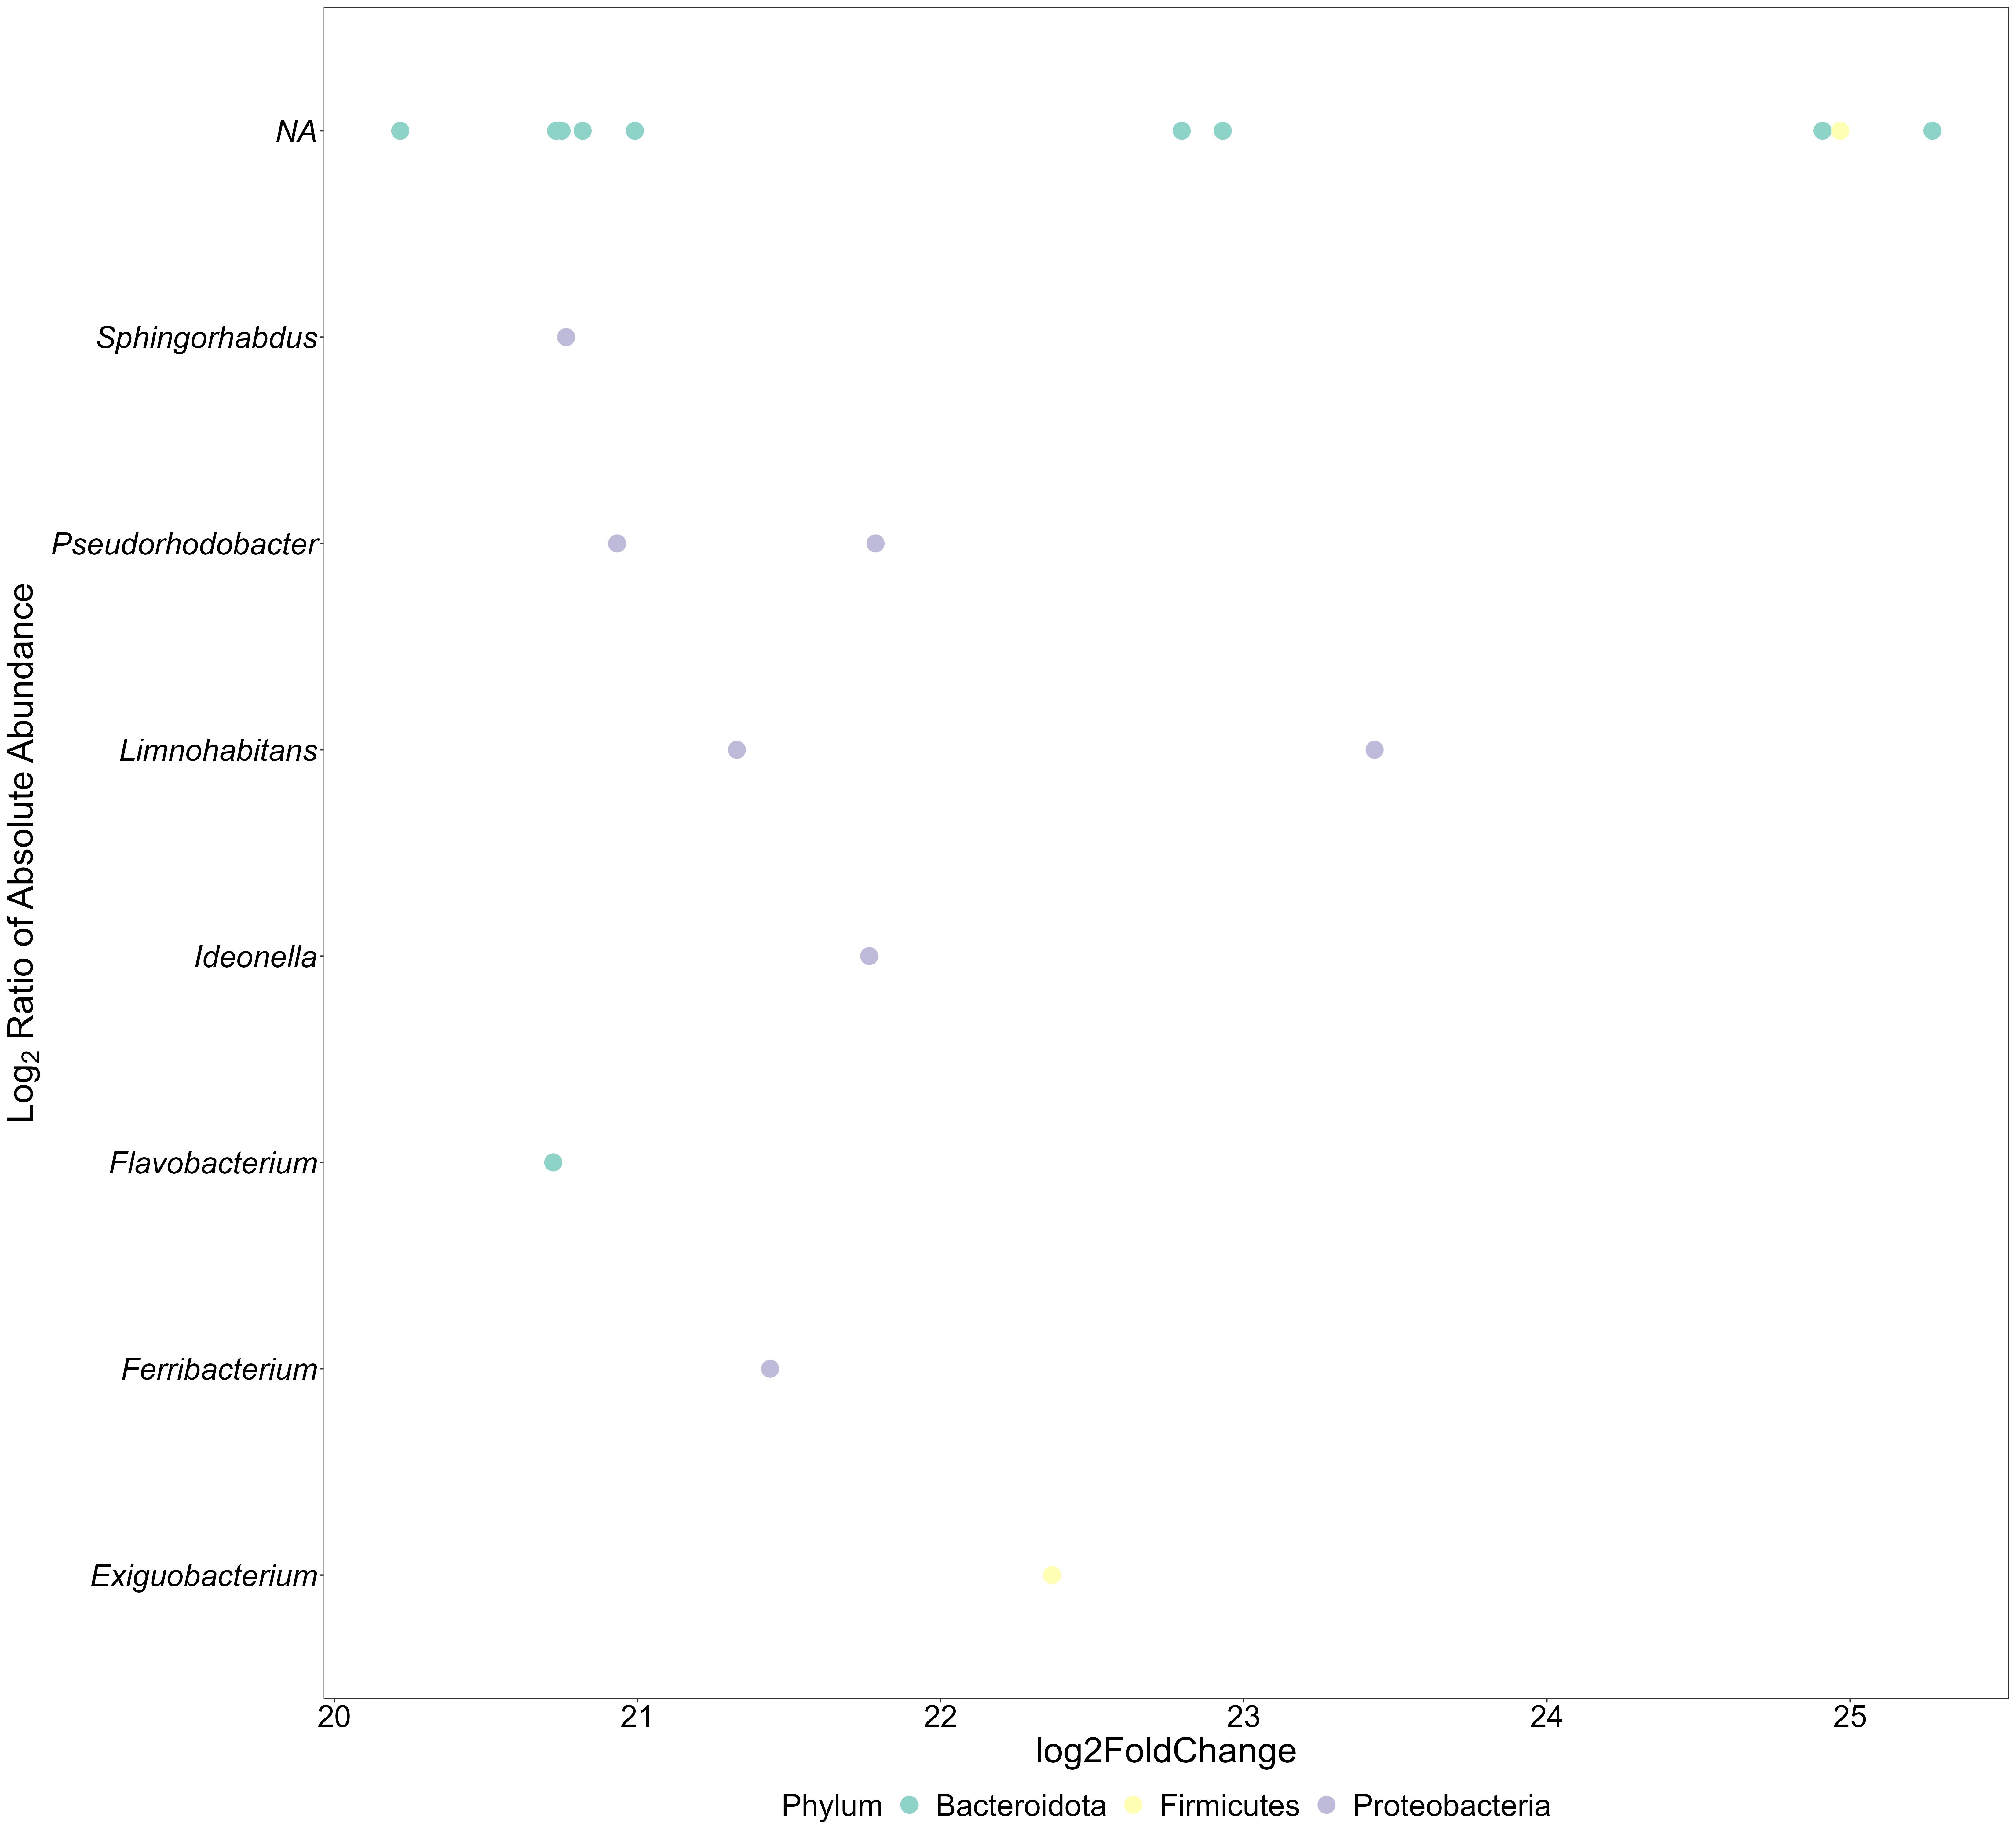 NA
Sphingorhabdus
Pseudorhodobacter
Limnohabitans
Ideonella
Flavobacterium
Ferribacterium
Exiguobacterium
Log2 Ratio of Absolute Abundance
20 21 22 23 24 25
log2FoldChange
Phylum Bacteroidota Firmicutes Proteobacteria